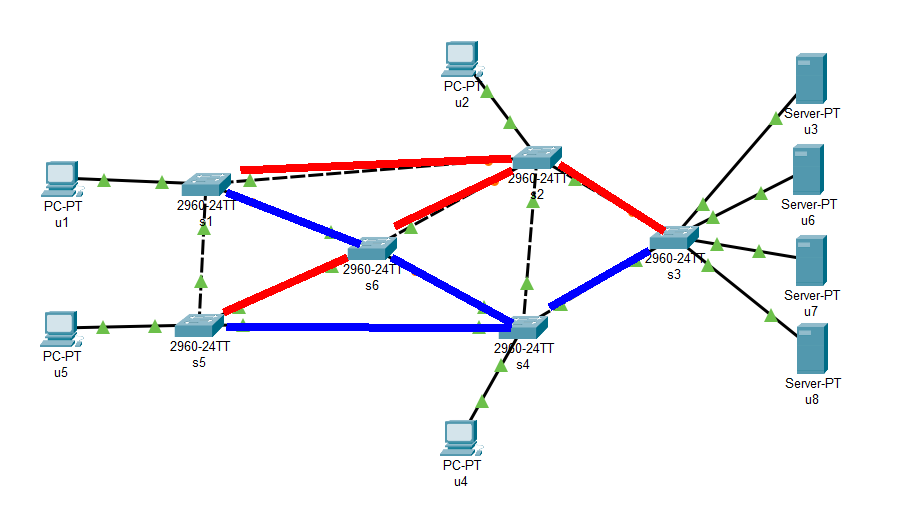 PC-PT
u2
Server-PT
u3
PC-PT
u1
2960-24TT
s1
2960-24TT
s2
Server-PT
u6
2960-24TT
s6
2960-24TT
s3
Server-PT
u7
PC-PT
u5
2960-24TT
s5
2960-24TT
s4
Server-PT
u8
PC-PT
u4